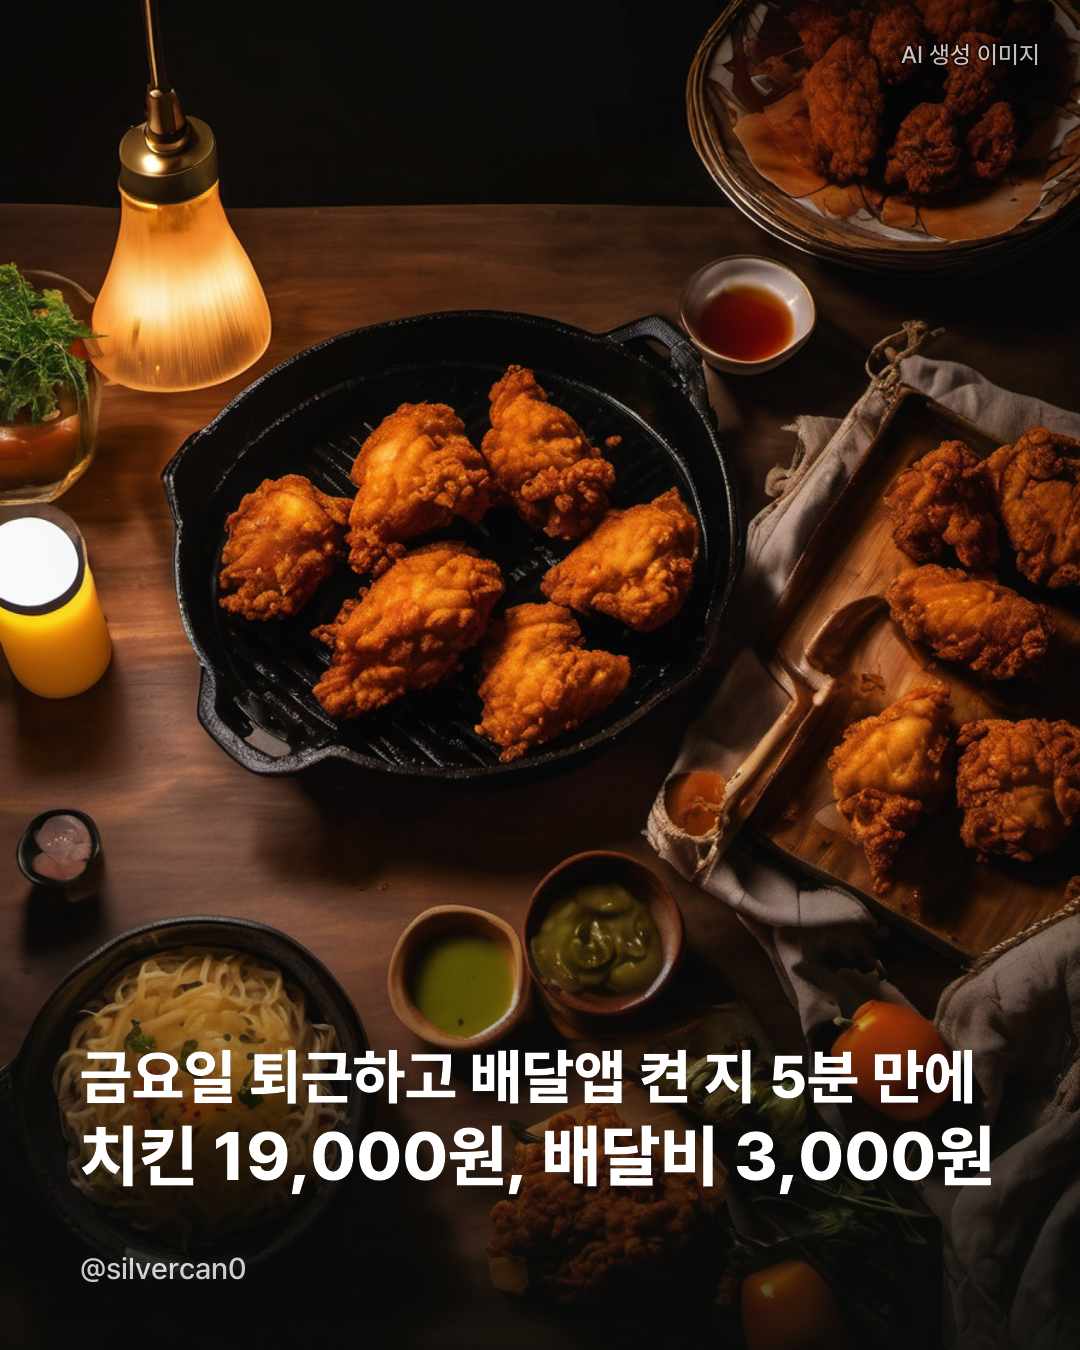 AI 생성 이미지
금요일 퇴근하고 배달앱 켠 지 5분 만에
치킨 19,000원, 배달비 3,000원
@silvercan0